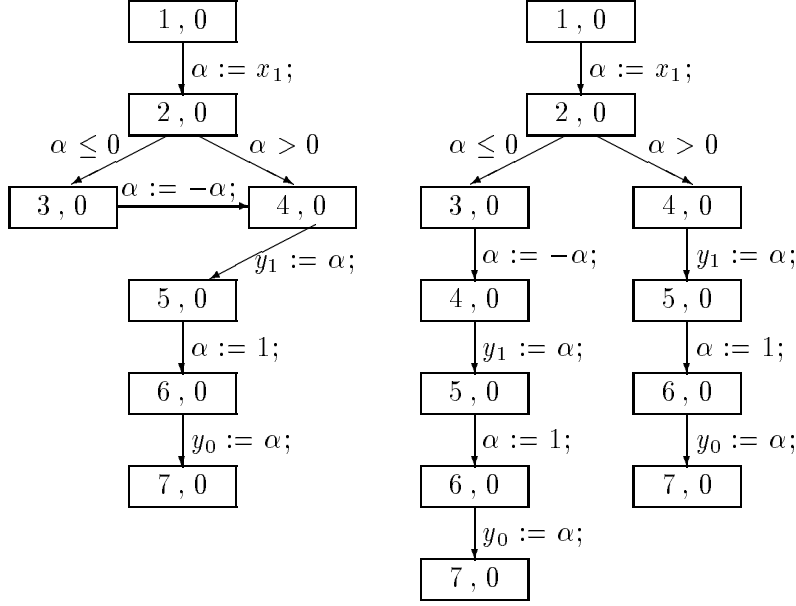 1 , 0
α := x₁;
2 , 0
α ≤ 0
α > 0
3 , 0
α := −α;
4 , 0
y₁ := α;
5 , 0
α := 1;
6 , 0
y₀ := α;
7 , 0
1 , 0
α := x₁;
2 , 0
α ≤ 0
α > 0
3 , 0
α := −α;
4 , 0
y₁ := α;
5 , 0
α := 1;
6 , 0
y₀ := α;
7 , 0
4 , 0
y₁ := α;
5 , 0
α := 1;
6 , 0
y₀ := α;
7 , 0